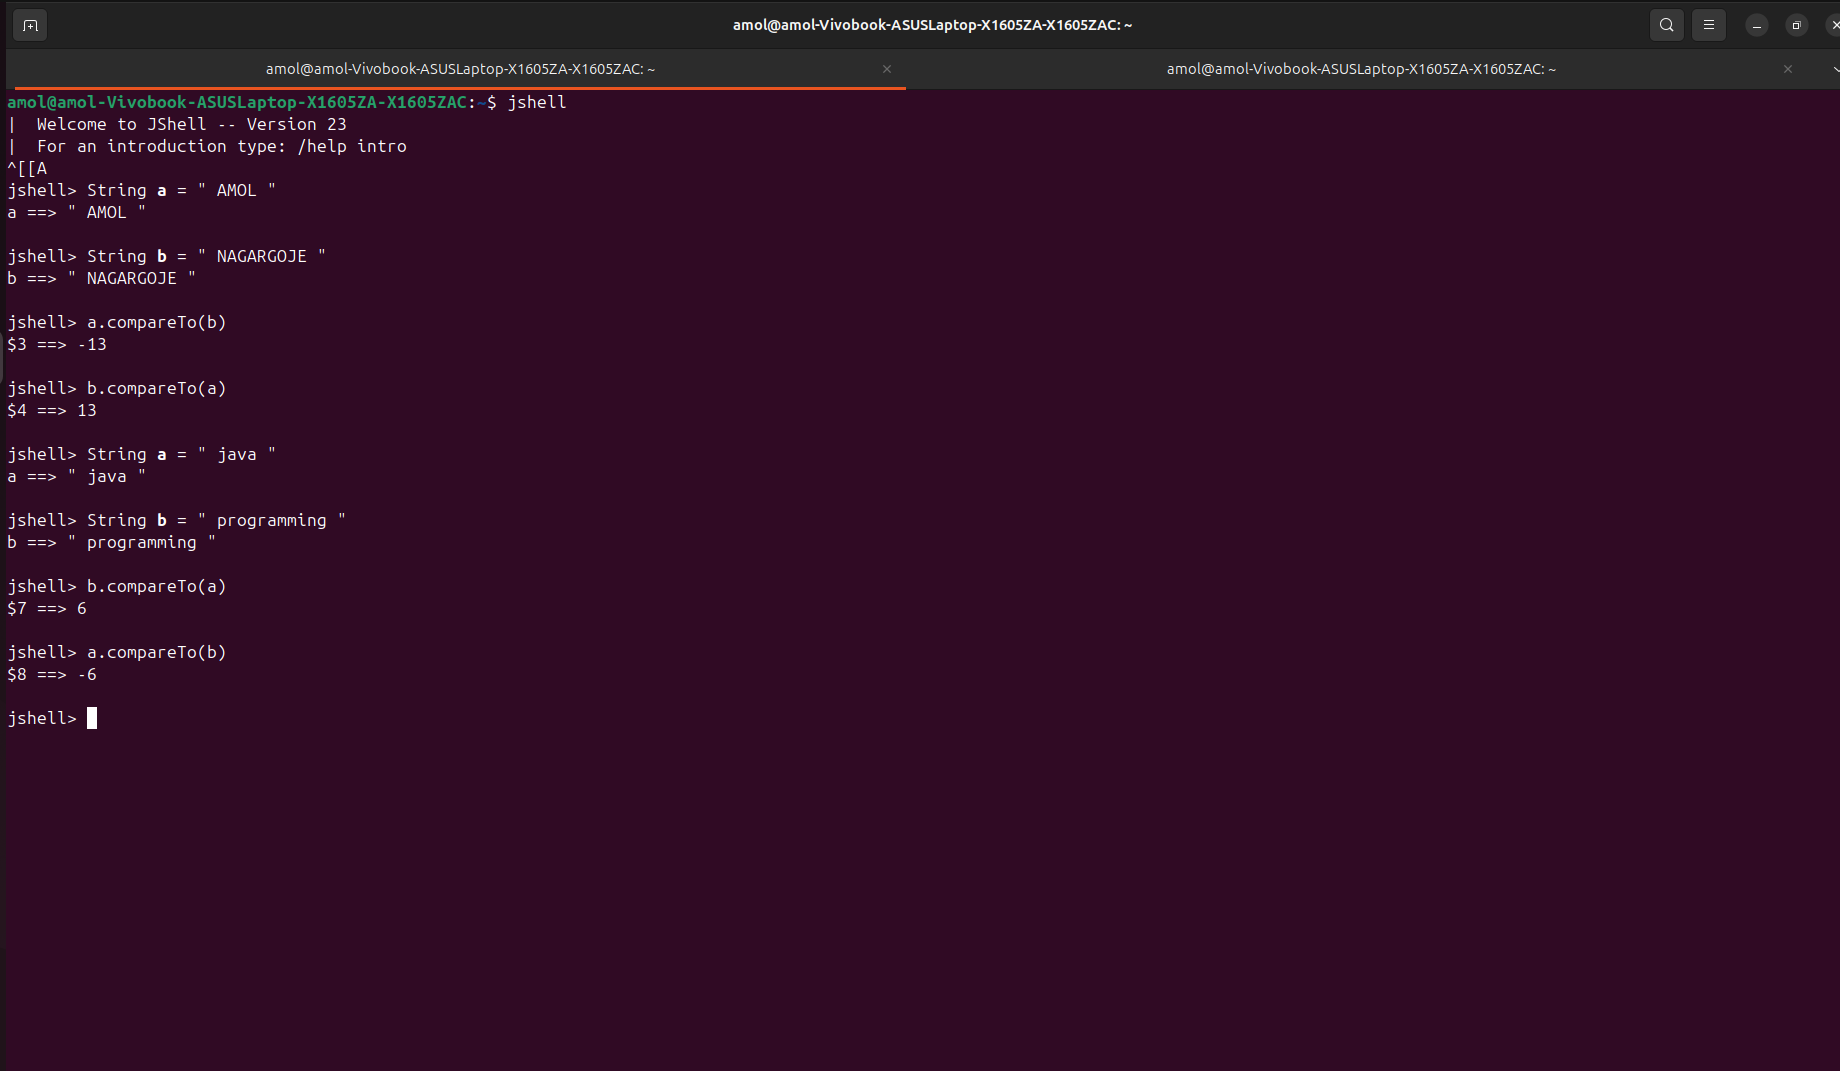 amol@amol-Vivobook-ASUSLaptop-X1605ZA-X1605ZAC: ~
amol@amol-Vivobook-ASUSLaptop-X1605ZA-X1605ZAC: ~
amol@amol-Vivobook-ASUSLaptop-X1605ZA-X1605ZAC: ~
amol@amol-Vivobook-ASUSLaptop-X1605ZA-X1605ZAC:~$ jshell
|  Welcome to JShell -- Version 23
|  For an introduction type: /help intro
^[[A
jshell> String a = " AMOL "
a ==> " AMOL "
jshell> String b = " NAGARGOJE "
b ==> " NAGARGOJE "
jshell> a.compareTo(b)
$3 ==> -13
jshell> b.compareTo(a)
$4 ==> 13
jshell> String a = " java "
a ==> " java "
jshell> String b = " programming "
b ==> " programming "
jshell> b.compareTo(a)
$7 ==> 6
jshell> a.compareTo(b)
$8 ==> -6
jshell>